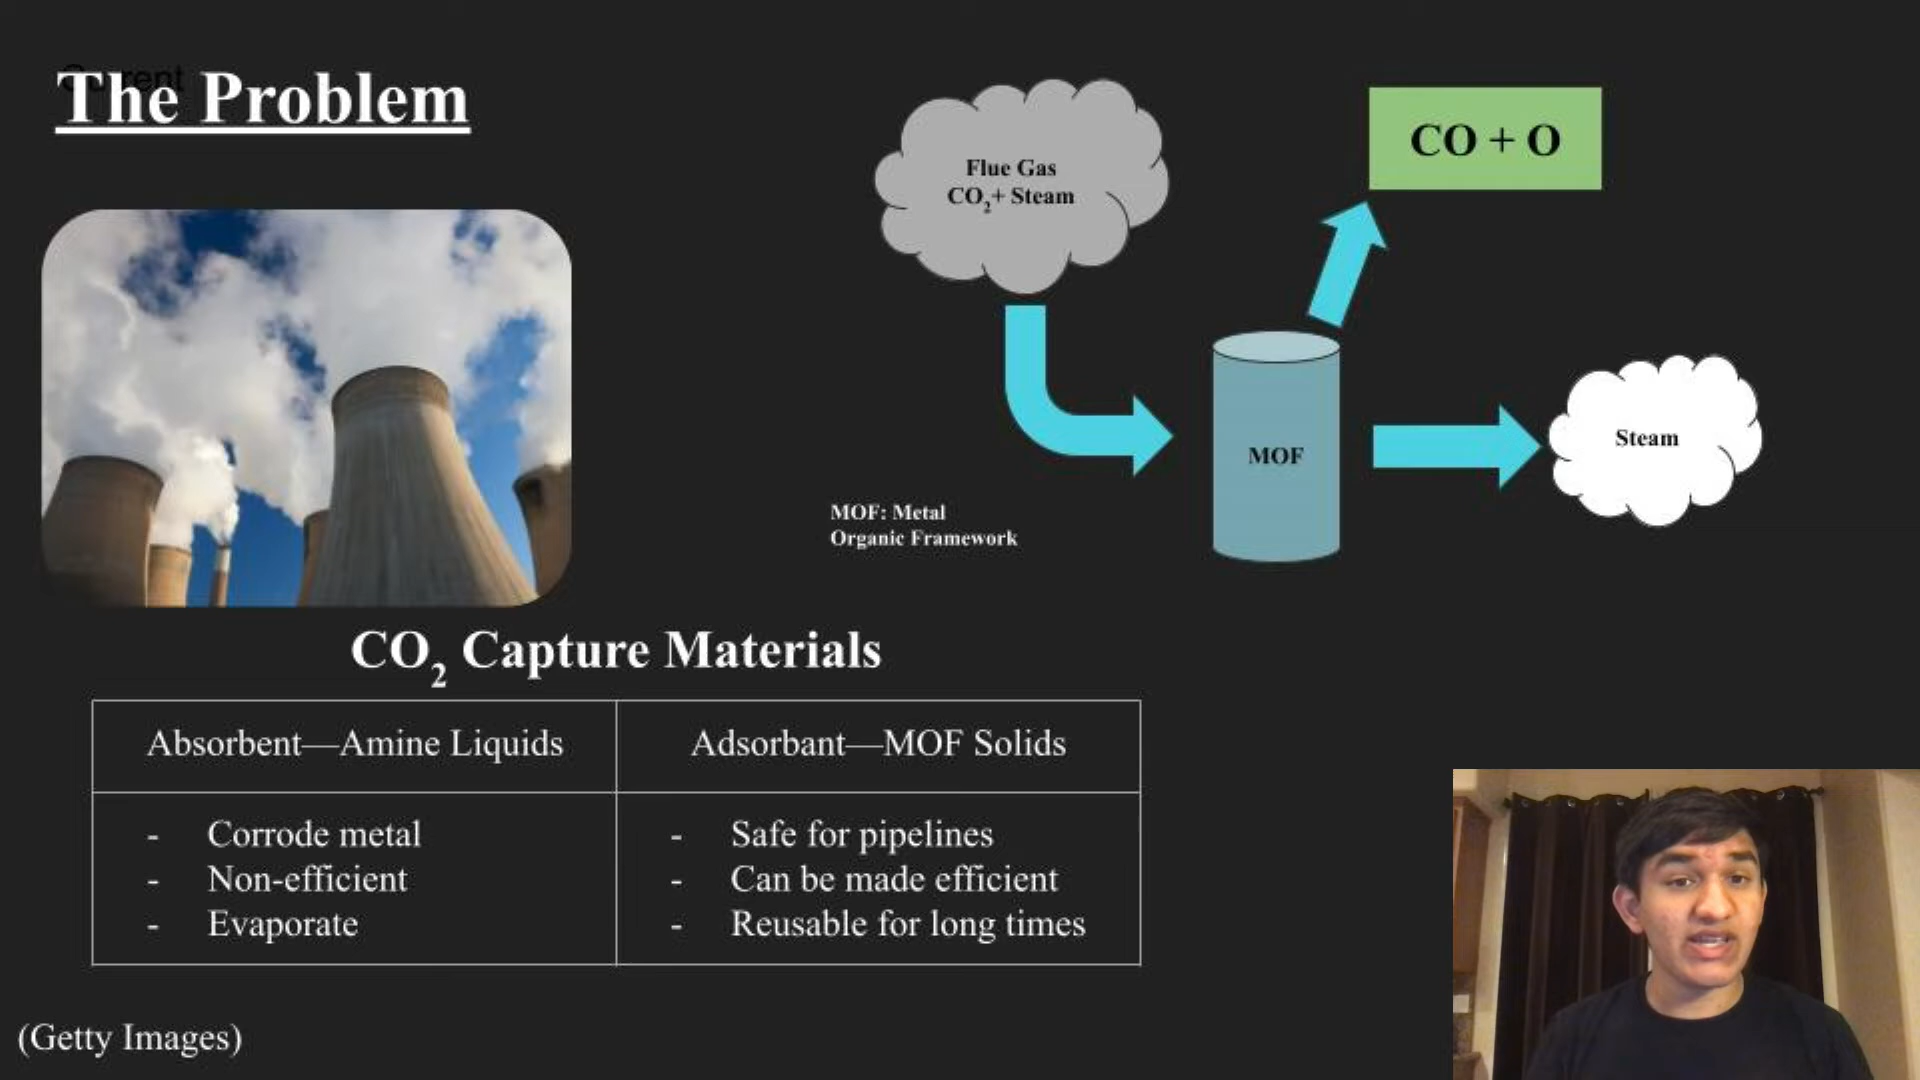 Current
The Problem
Flue Gas
CO₂+ Steam
CO + O
MOF
Steam
MOF: Metal
Organic Framework
CO₂ Capture Materials
Absorbent—Amine Liquids
Adsorbant—MOF Solids
- Corrode metal
- Non-efficient
- Evaporate
- Safe for pipelines
- Can be made efficient
- Reusable for long times
(Getty Images)